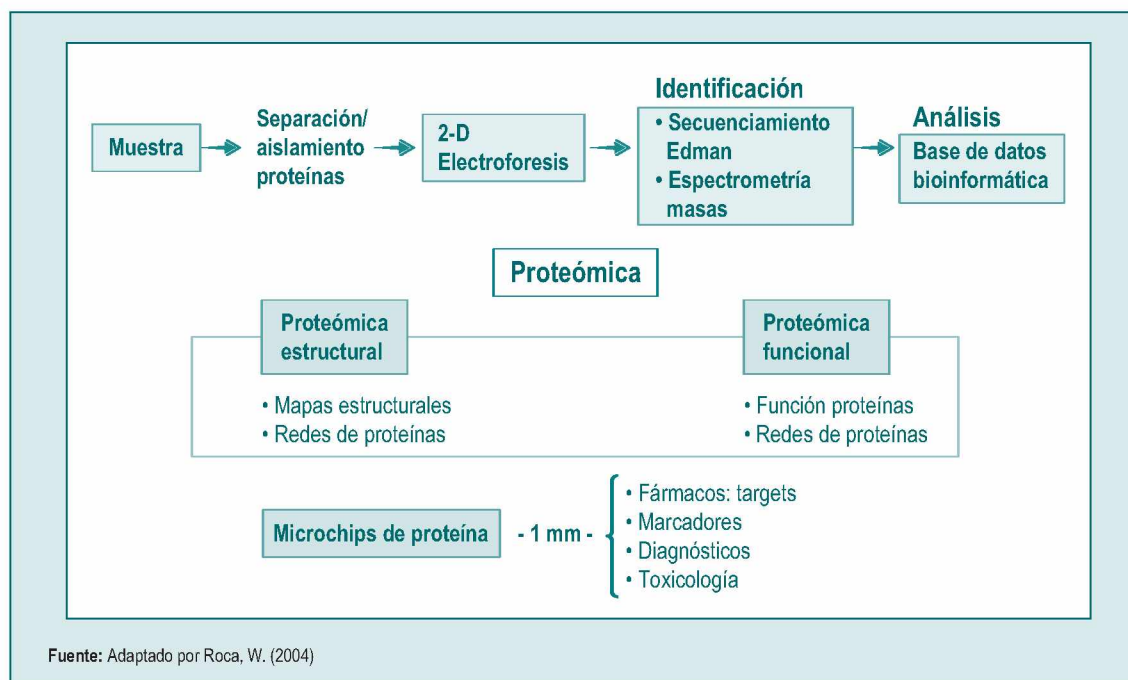 Muestra
Separación/
aislamiento
proteínas
2-D
Electroforesis
Identificación
• Secuenciamiento
Edman
• Espectrometría
masas
Análisis
Base de datos
bioinformática
Proteómica
Proteómica
estructural
• Mapas estructurales
• Redes de proteínas
Proteómica
funcional
• Función proteínas
• Redes de proteínas
Microchips de proteína
- 1 mm -
• Fármacos: targets
• Marcadores
• Diagnósticos
• Toxicología
Fuente: Adaptado por Roca, W. (2004)